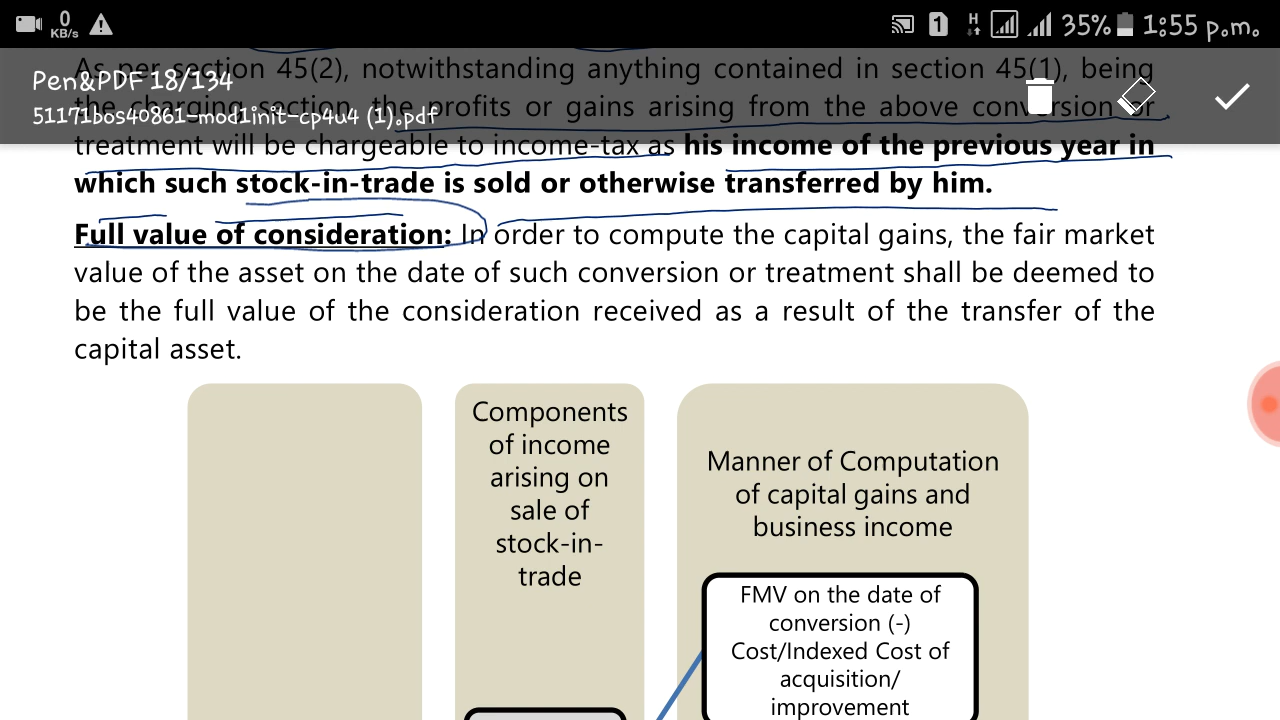 0
KB/s
1
H
35%
1:55 p.m.
Pen&PDF 18/134
51171bos40861-mod1init-cp4u4 (1).pdf
As per section 45(2), notwithstanding anything contained in section 45(1), being
the charging section, the profits or gains arising from the above conversion or
treatment will be chargeable to income-tax as his income of the previous year in
which such stock-in-trade is sold or otherwise transferred by him.
Full value of consideration: In order to compute the capital gains, the fair market
value of the asset on the date of such conversion or treatment shall be deemed to
be the full value of the consideration received as a result of the transfer of the
capital asset.
Components
of income
arising on
sale of
stock-in-
trade
Manner of Computation
of capital gains and
business income
FMV on the date of
conversion (-)
Cost/Indexed Cost of
acquisition/
improvement